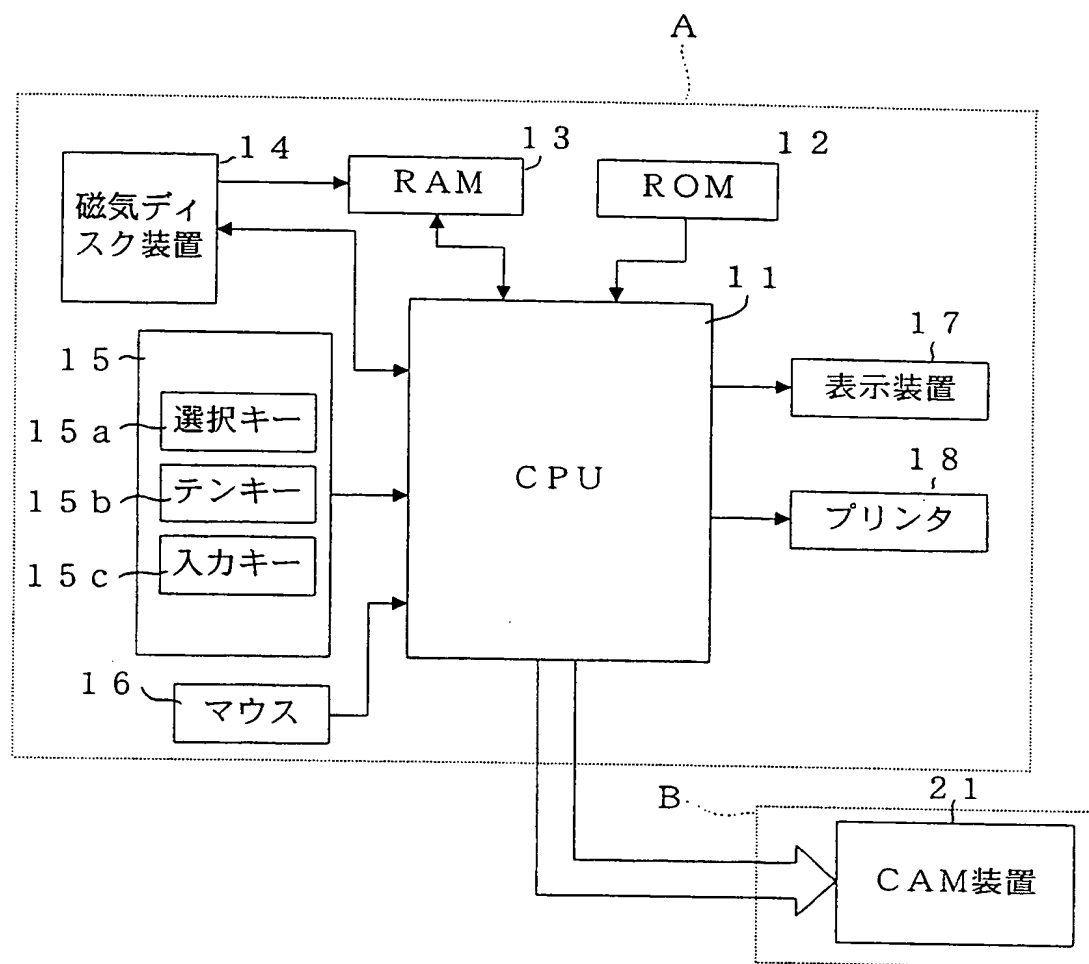 A
14
磁気ディ
スク装置
13
RAM
12
ROM
11
CPU
15
15a
選択キー
15b
テンキー
15c
入力キー
16
マウス
17
表示装置
18
プリンタ
B
21
CAM装置